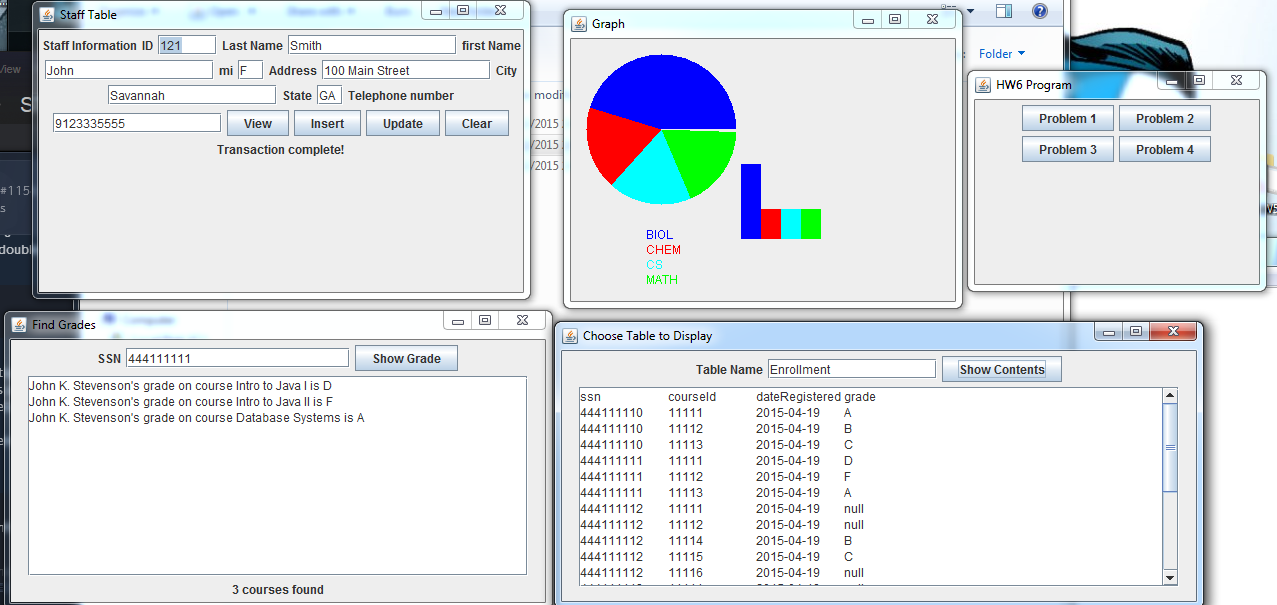 Staff Table
Staff Information ID 121 Last Name Smith first Name
John mi F Address 100 Main Street City
Savannah State GA Telephone number
9123335555 View Insert Update Clear
Transaction complete!
Graph
BIOL
CHEM
CS
MATH
Folder
modi
/2015
/2015
/2015
View
S
#115
s
doubl
HW6 Program
Problem 1 Problem 2
Problem 3 Problem 4
Find Grades
SSN 444111111 Show Grade
John K. Stevenson's grade on course Intro to Java I is D
John K. Stevenson's grade on course Intro to Java II is F
John K. Stevenson's grade on course Database Systems is A
3 courses found
Choose Table to Display
Table Name Enrollment Show Contents
ssn courseId dateRegistered grade
444111110 11111 2015-04-19 A
444111110 11112 2015-04-19 B
444111110 11113 2015-04-19 C
444111111 11111 2015-04-19 D
444111111 11112 2015-04-19 F
444111111 11113 2015-04-19 A
444111112 11111 2015-04-19 null
444111112 11112 2015-04-19 null
444111112 11114 2015-04-19 B
444111112 11115 2015-04-19 C
444111112 11116 2015-04-19 null